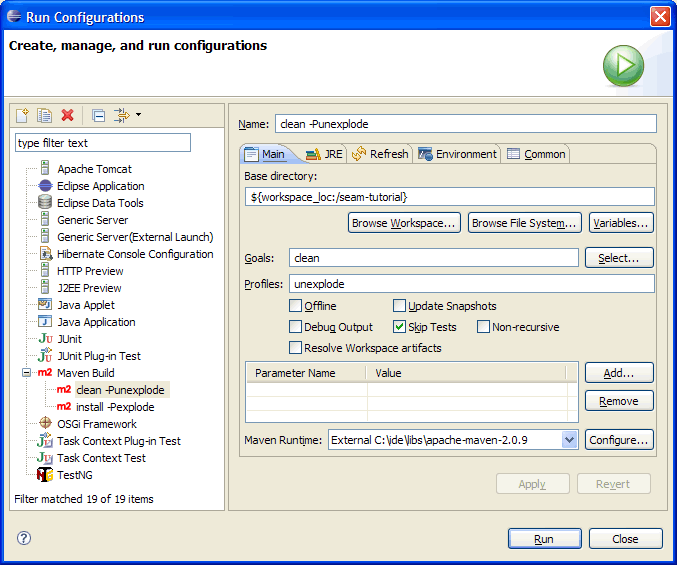 Run Configurations
Create, manage, and run configurations
type filter text
Apache Tomcat
Eclipse Application
Eclipse Data Tools
Generic Server
Generic Server(External Launch)
Hibernate Console Configuration
HTTP Preview
J2EE Preview
Java Applet
Java Application
Ju JUnit
JUnit Plug-in Test
m2 Maven Build
m2 clean -Punexplode
m2 install -Pexplode
OSGi Framework
Task Context Plug-in Test
Task Context Test
TestNG
Filter matched 19 of 19 items
Name: clean -Punexplode
Main JRE Refresh Environment Common
Base directory:
${workspace_loc:/seam-tutorial}
Browse Workspace... Browse File System... Variables...
Goals: clean Select...
Profiles: unexplode
Offline Update Snapshots
Debug Output Skip Tests Non-recursive
Resolve Workspace artifacts
Parameter Name Value Add...
Remove
Maven Runtime: External C:\ide\libs\apache-maven-2.0.9 Configure...
Apply Revert
? Run Close